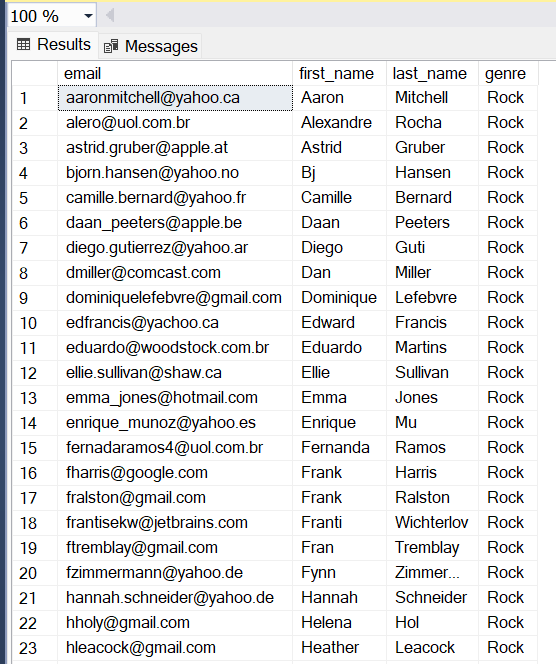 100 %
Results Messages
email first_name last_name genre
1 aaronmitchell@yahoo.ca Aaron Mitchell Rock
2 alero@uol.com.br Alexandre Rocha Rock
3 astrid.gruber@apple.at Astrid Gruber Rock
4 bjorn.hansen@yahoo.no Bj Hansen Rock
5 camille.bernard@yahoo.fr Camille Bernard Rock
6 daan_peeters@apple.be Daan Peeters Rock
7 diego.gutierrez@yahoo.ar Diego Guti Rock
8 dmiller@comcast.com Dan Miller Rock
9 dominiquelefebvre@gmail.com Dominique Lefebvre Rock
10 edfrancis@yachoo.ca Edward Francis Rock
11 eduardo@woodstock.com.br Eduardo Martins Rock
12 ellie.sullivan@shaw.ca Ellie Sullivan Rock
13 emma_jones@hotmail.com Emma Jones Rock
14 enrique_munoz@yahoo.es Enrique Mu Rock
15 fernadaramos4@uol.com.br Fernanda Ramos Rock
16 fharris@google.com Frank Harris Rock
17 fralston@gmail.com Frank Ralston Rock
18 frantisekw@jetbrains.com Franti Wichterlov Rock
19 ftremblay@gmail.com Fran Tremblay Rock
20 fzimmermann@yahoo.de Fynn Zimmer... Rock
21 hannah.schneider@yahoo.de Hannah Schneider Rock
22 hholy@gmail.com Helena Hol Rock
23 hleacock@gmail.com Heather Leacock Rock